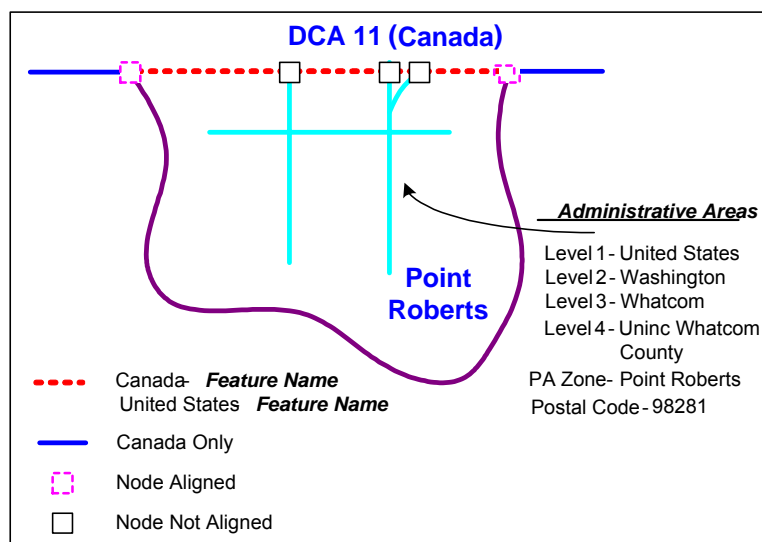 DCA 11 (Canada)
Administrative Areas
Level 1 - United States
Level 2 - Washington
Level 3 - Whatcom
Level 4 - Uninc Whatcom
County
PA Zone- Point Roberts
Postal Code - 98281
Point
Roberts
Canada- Feature Name
United States Feature Name
Canada Only
Node Aligned
Node Not Aligned